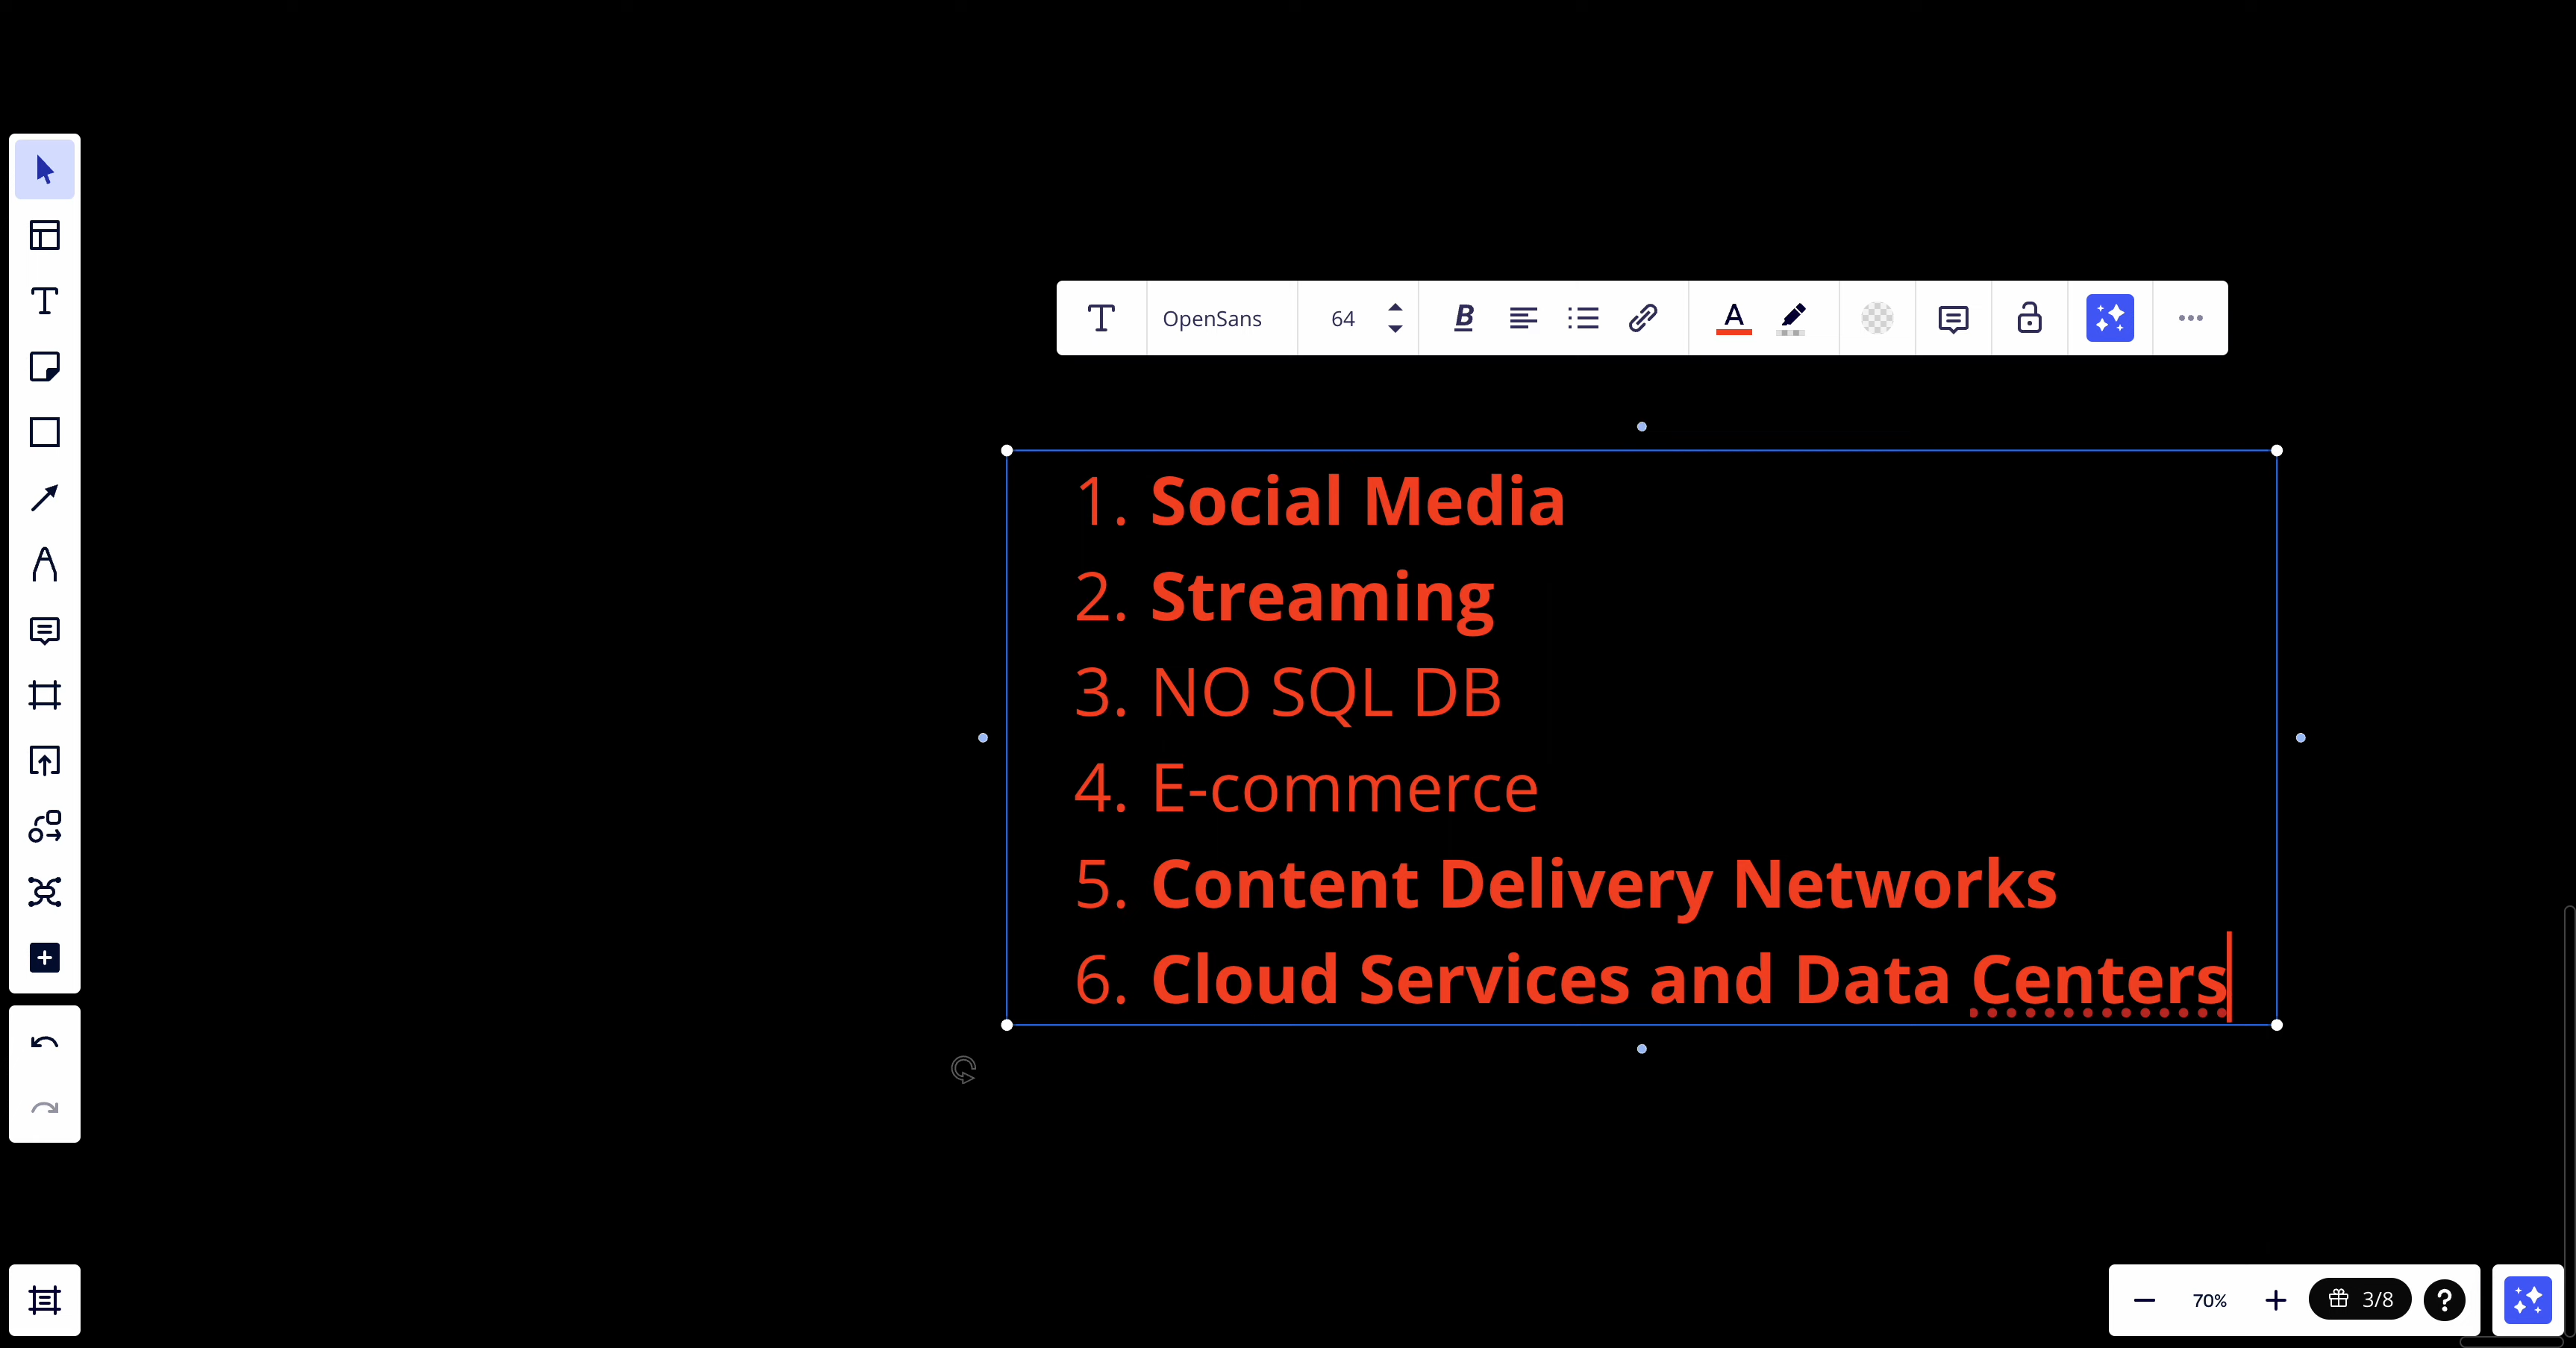 OpenSans 64 B A
1. Social Media
2. Streaming
3. NO SQL DB
4. E-commerce
5. Content Delivery Networks
6. Cloud Services and Data Centers
70% 3/8 ?